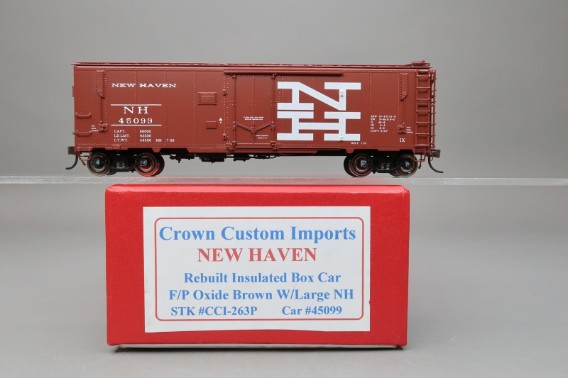 NEW HAVEN
NH
45099
NH
IX
Crown Custom Imports
NEW HAVEN
Rebuilt Insulated Box Car
F/P Oxide Brown W/Large NH
STK #CCI-263P Car #45099